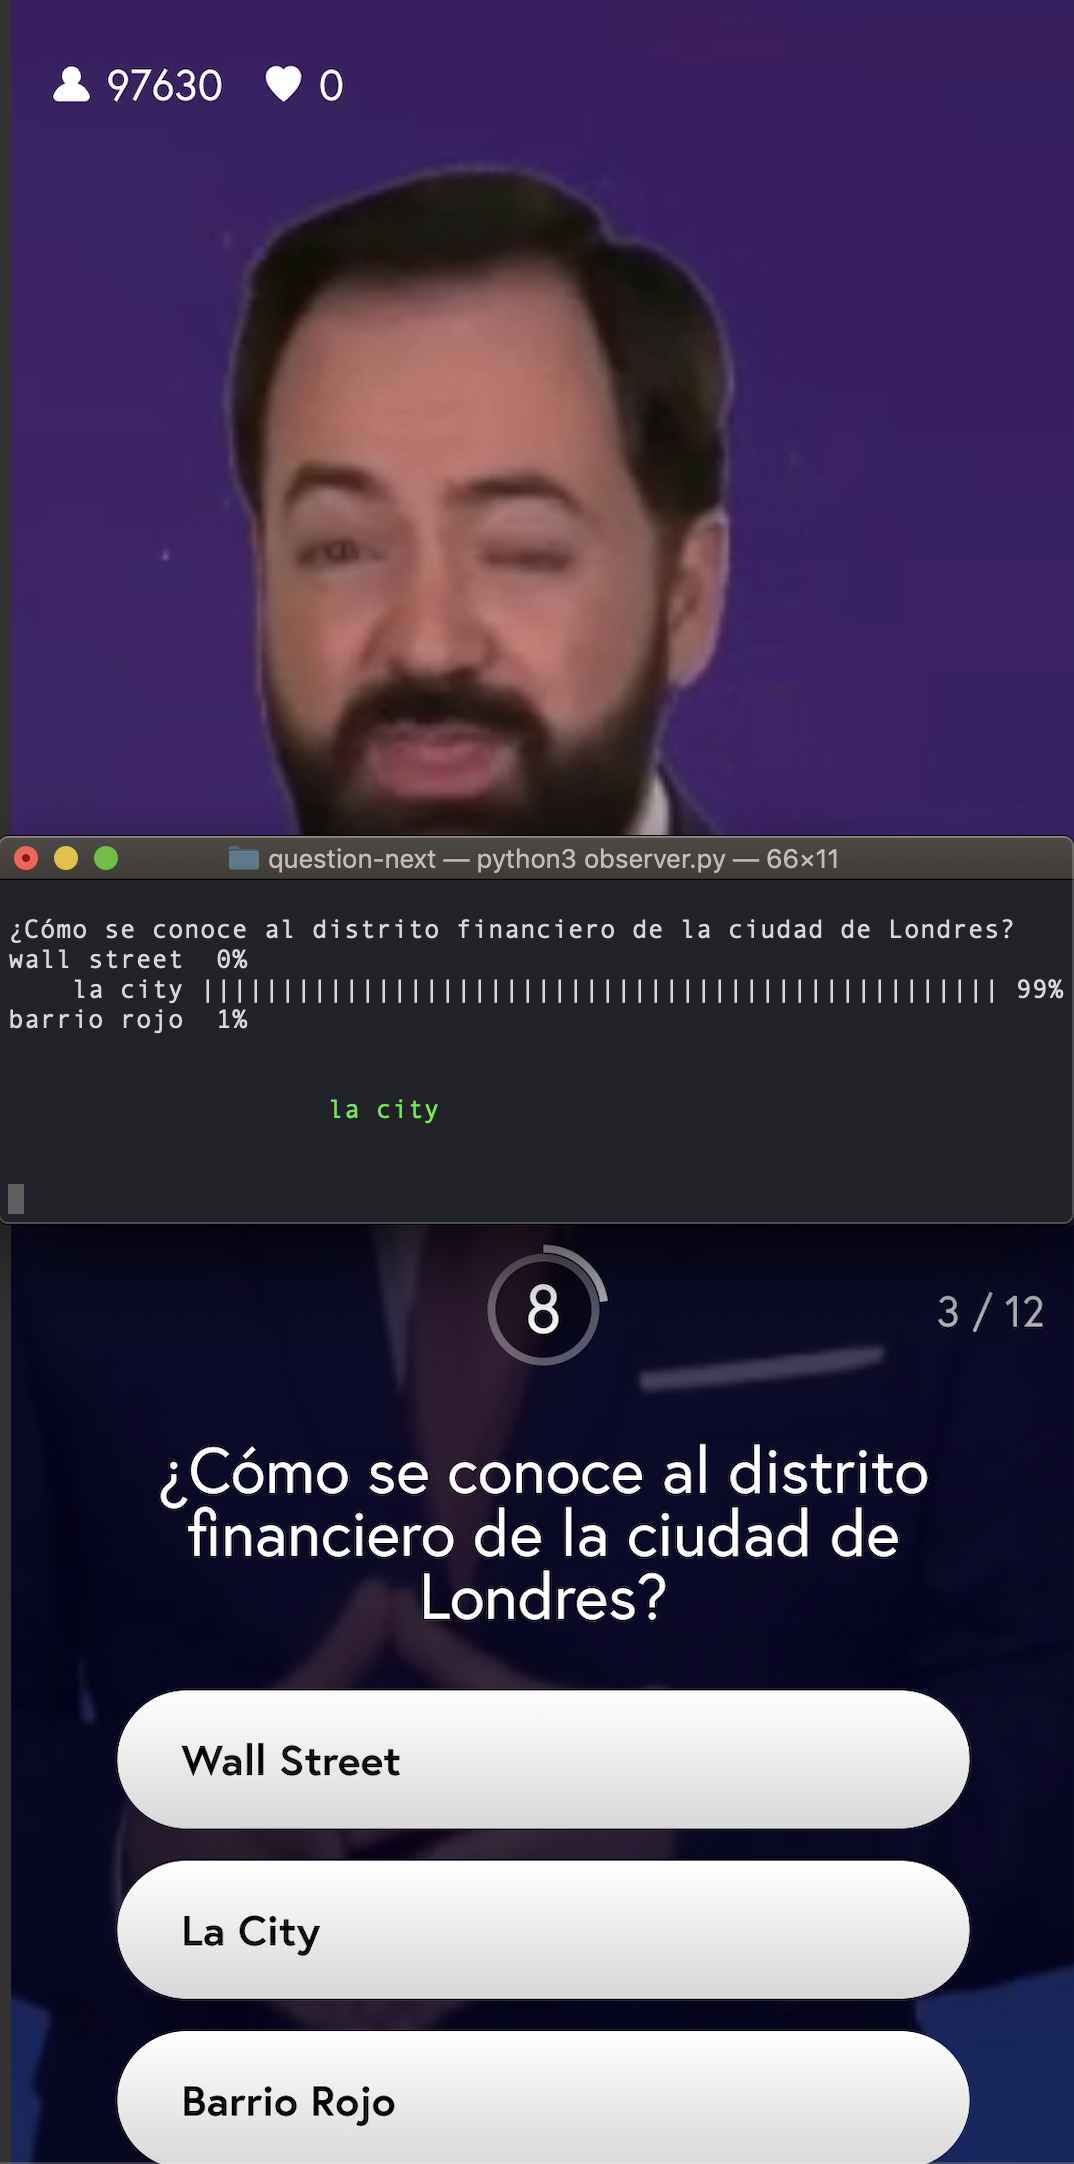 97630 0
question-next — python3 observer.py — 66×11
¿Cómo se conoce al distrito financiero de la ciudad de Londres?
wall street 0%
la city |||||||||||||||||||||||||||||||||||||||||||||||||| 99%
barrio rojo 1%
la city
8
3 / 12
¿Cómo se conoce al distrito
financiero de la ciudad de
Londres?
Wall Street
La City
Barrio Rojo